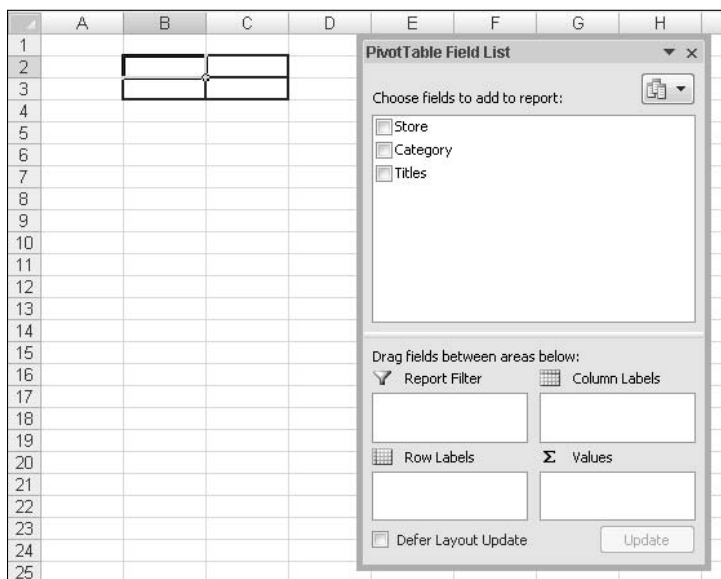 A B C D E F G H
1
2
3
4
5
6
7
8
9
10
11
12
13
14
15
16
17
18
19
20
21
22
23
24
25
PivotTable Field List
Choose fields to add to report:
Store
Category
Titles
Drag fields between areas below:
Report Filter Column Labels
Row Labels Σ Values
Defer Layout Update Update